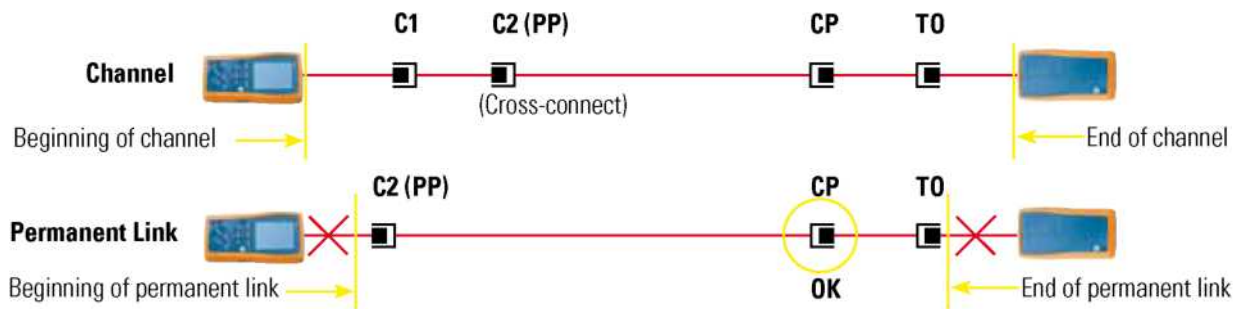 C1 C2 (PP) CP TO
Channel
(Cross-connect)
Beginning of channel End of channel
C2 (PP) CP TO
Permanent Link
Beginning of permanent link OK End of permanent link